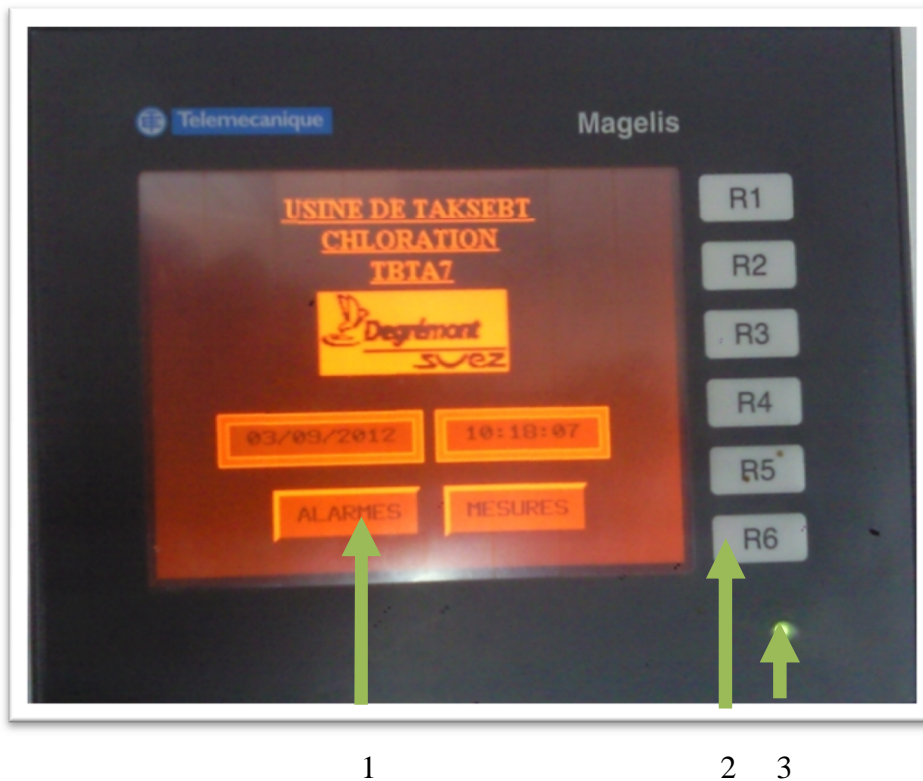 Telemecanique
Magelis
USINE DE TAKSEBT
CHLORATION
TBTA7
Degrémont
SUEZ
03/09/2012 10:18:07
ALARMES MESURES
R1
R2
R3
R4
R5
R6
1 2 3